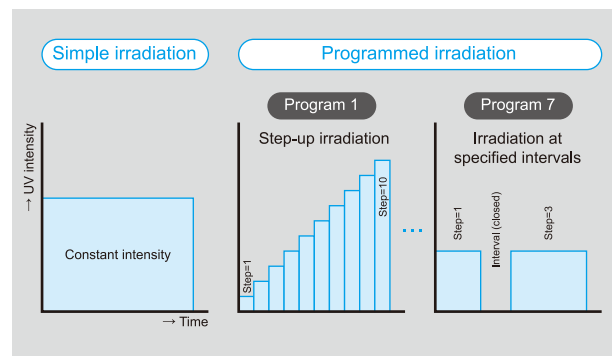 Simple irradiation
Programmed irradiation
Program 1
Program 7
Step-up irradiation
Irradiation at
specified intervals
→ UV intensity
Constant intensity
→ Time
Step=1
Step=10
...
Step=1
Interval (closed)
Step=3